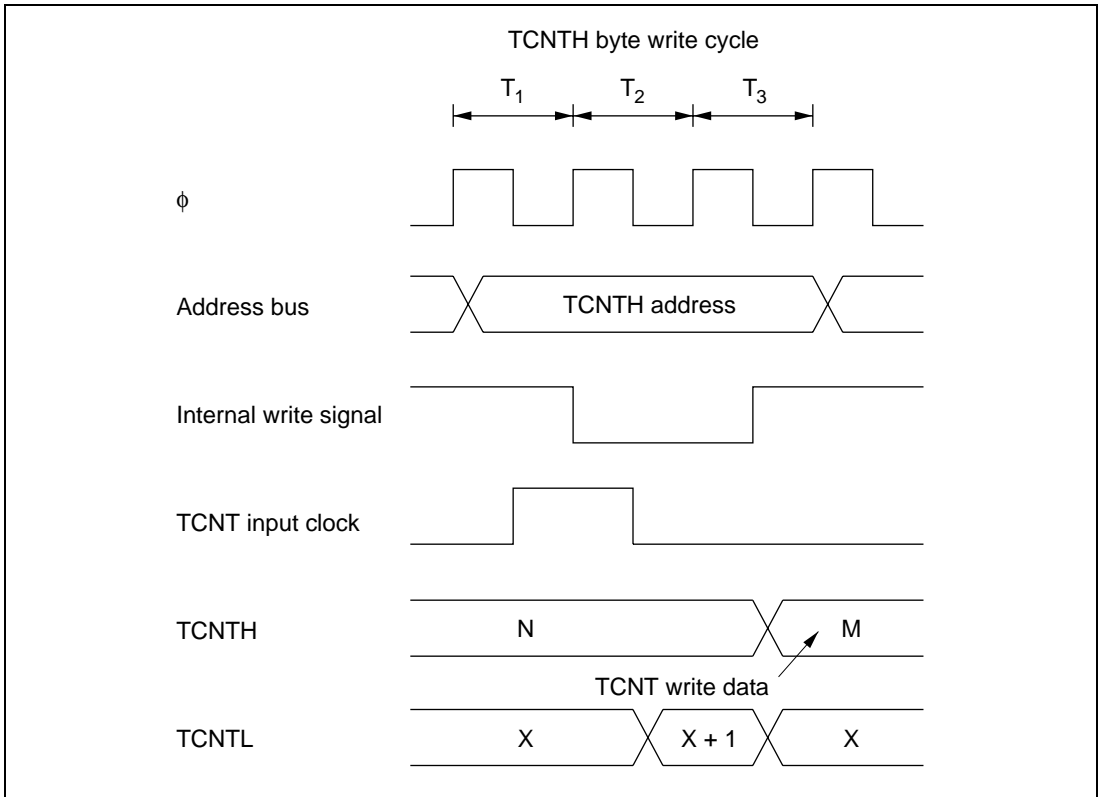 TCNTH byte write cycle
T1 T2 T3
ϕ
Address bus TCNTH address
Internal write signal
TCNT input clock
TCNTH N M
TCNT write data
TCNTL X X + 1 X